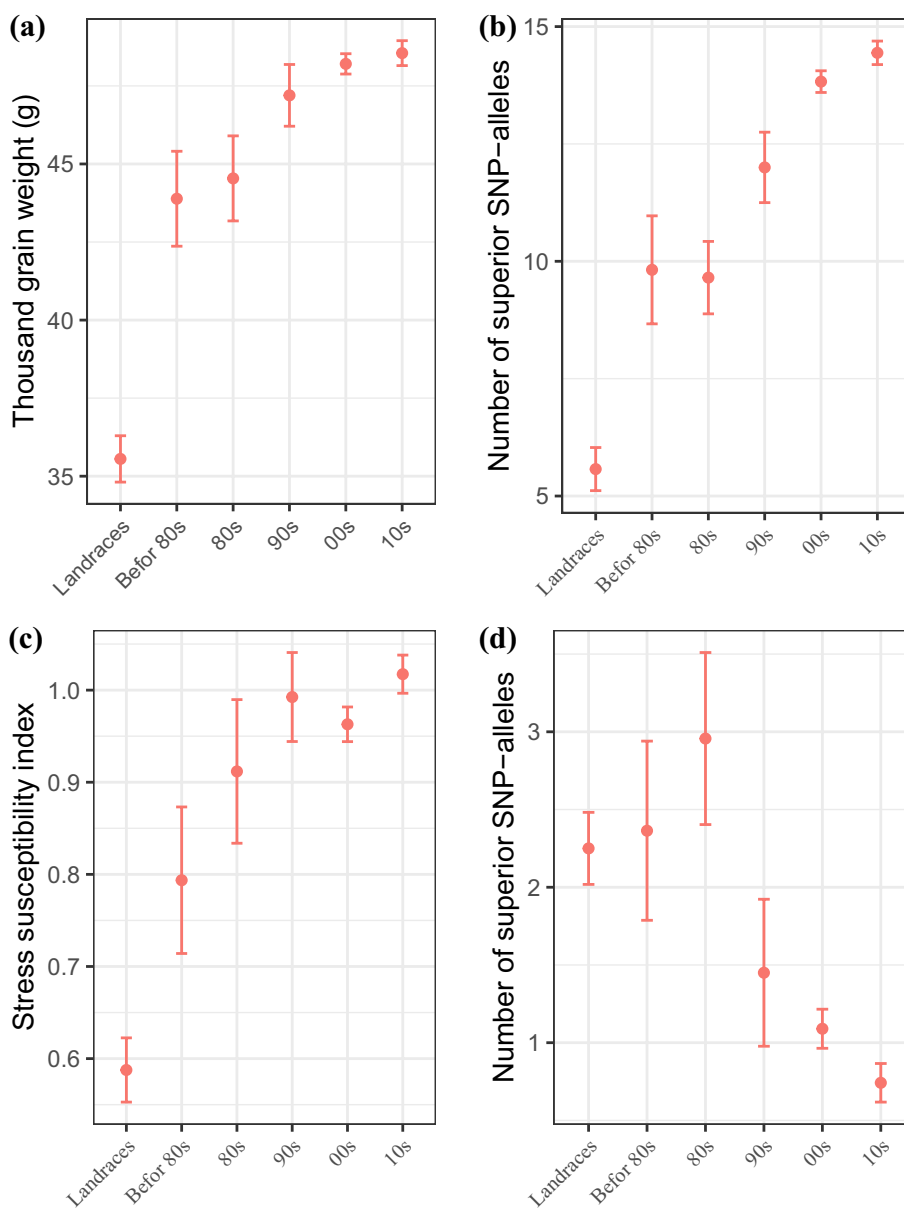 (a)
Thousand grain weight (g)
45
40
35
Landraces
Befor 80s
80s
90s
00s
10s
(b)
Number of superior SNP−alleles
15
10
5
Landraces
Befor 80s
80s
90s
00s
10s
(c)
Stress susceptibility index
1.0
0.9
0.8
0.7
0.6
Landraces
Befor 80s
80s
90s
00s
10s
(d)
Number of superior SNP−alleles
3
2
1
Landraces
Befor 80s
80s
90s
00s
10s